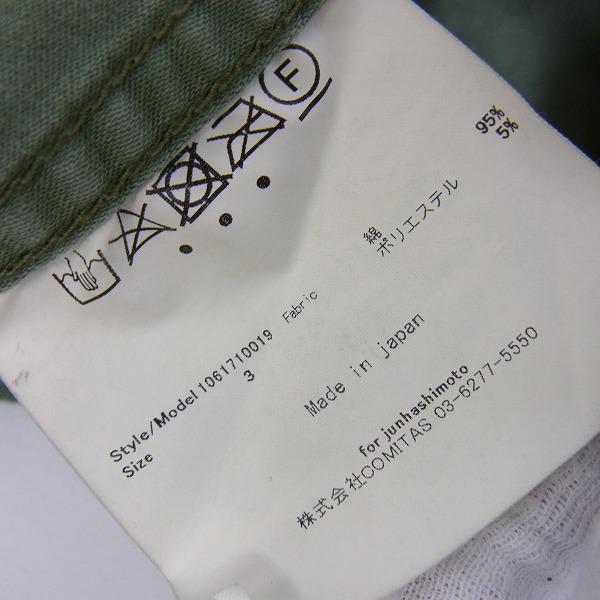 F
Style/Model 1061710019
Size 3
Fabric 綿 95%
ポリエステル 5%
Made in japan
for junhashimoto
株式会社COMITAS 03-6277-5550